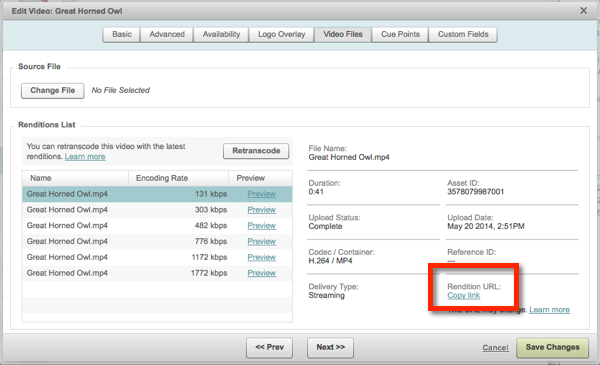 Edit Video: Great Horned Owl
Basic Advanced Availability Logo Overlay Video Files Cue Points Custom Fields
Source File
Change File No File Selected
Renditions List
You can retranscode this video with the latest
renditions. Learn more
Retranscode
Name Encoding Rate Preview
Great Horned Owl.mp4 131 kbps Preview
Great Horned Owl.mp4 303 kbps Preview
Great Horned Owl.mp4 482 kbps Preview
Great Horned Owl.mp4 776 kbps Preview
Great Horned Owl.mp4 1172 kbps Preview
Great Horned Owl.mp4 1772 kbps Preview
File Name:
Great Horned Owl.mp4
Duration: Asset ID:
0:41 3578079987001
Upload Status: Upload Date:
Complete May 20 2014, 2:51PM
Codec / Container: Reference ID:
H.264 / MP4 ---
Delivery Type: Rendition URL:
Streaming Copy link
may change. Learn more
<< Prev Next >> Cancel Save Changes